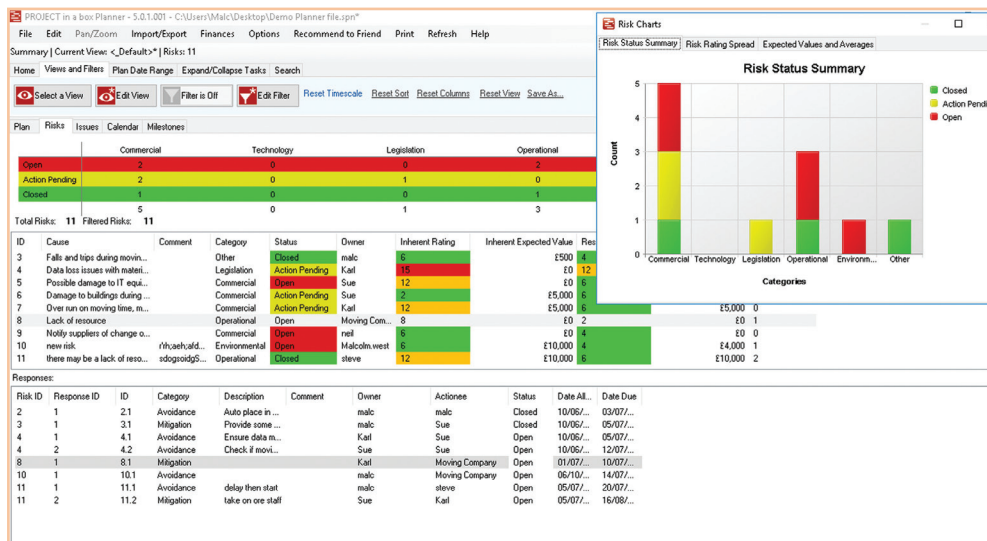 PROJECT in a box Planner - 5.0.1.001 - C:\Users\Malc\Desktop\Demo Planner file.spn*
File Edit Pan/Zoom Import/Export Finances Options Recommend to Friend Print Refresh Help
Summary | Current View: <_Default>* | Risks: 11
Home Views and Filters Plan Date Range Expand/Collapse Tasks Search
Select a View Edit View Filter is Off Edit Filter Reset Timescale Reset Sort Reset Columns Reset View Save As...
Plan Risks Issues Calendar Milestones
Commercial Technology Legislation Operational
Open 2 0 0 2
Action Pending 2 0 1 0
Closed 1 0 0 1
5 0 1 3
Total Risks: 11 Filtered Risks: 11
ID Cause Comment Category Status Owner Inherent Rating Inherent Expected Value Res
3 Falls and trips during movin... Other Closed malc 6 £500 4
4 Data loss issues with materi... Legislation Action Pending Karl 15 £0 12
5 Possible damage to IT equi... Commercial Open Sue 12 £0 6
6 Damage to buildings during ... Commercial Action Pending Sue 2 £5,000 6
7 Over run on moving time, m... Commercial Action Pending Karl 12 £5,000 6 £5,000 0
8 Lack of resource Operational Open Moving Com... 8 £0 2 £0 1
9 Notify suppliers of change o... Commercial Open neil 6 £0 4 £0 0
10 new risk r'rh;aeh;afd... Environmental Open Malcolm.west 6 £10,000 4 £4,000 1
11 there may be a lack of reso... sdogsoidgS... Operational Closed steve 12 £10,000 6 £10,000 2
Responses:
Risk ID Response ID ID Category Description Comment Owner Actionee Status Date All... Date Due
2 1 2.1 Avoidance Auto place in ... malc malc Closed 10/06/... 03/07/...
3 1 3.1 Mitigation Provide some ... malc Sue Closed 10/06/... 05/07/...
4 1 4.1 Avoidance Ensure data m... Karl Sue Open 10/06/... 05/07/...
4 2 4.2 Avoidance Check if movi... Sue Sue Open 10/06/... 12/07/...
8 1 8.1 Mitigation Karl Moving Company Open 01/07/... 10/07/...
10 1 10.1 Avoidance malc Moving Company Open 06/10/... 14/07/...
11 1 11.1 Avoidance delay then start malc steve Open 05/07/... 20/07/...
11 2 11.2 Mitigation take on ore staff Sue Karl Open 05/07/... 16/08/...
Risk Charts
Risk Status Summary Risk Rating Spread Expected Values and Averages
Risk Status Summary
5
4
3
2
1
0
Count
Commercial Technology Legislation Operational Environm... Other
Categories
Closed
Action Pendi
Open